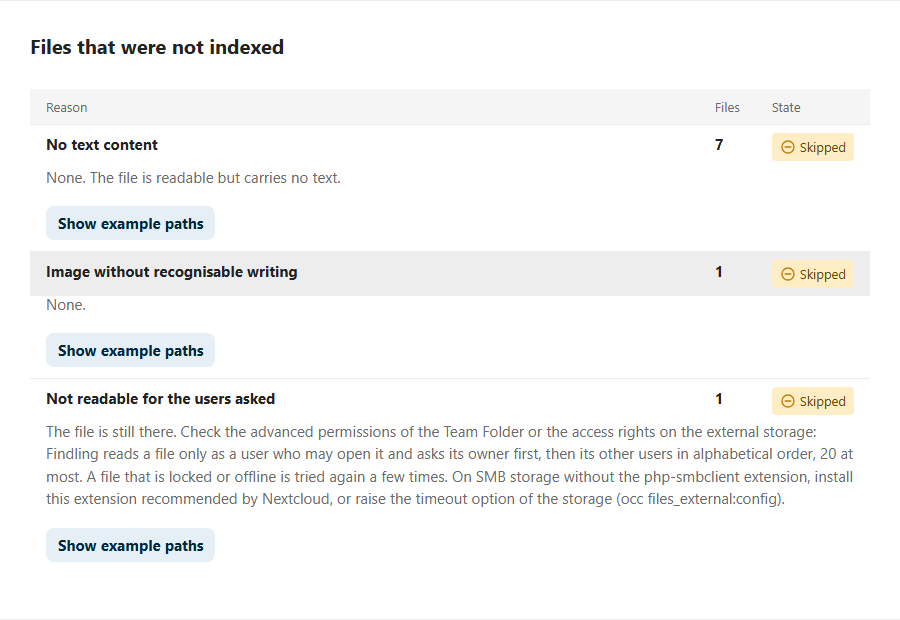 Files that were not indexed
Reason Files State
No text content 7 Skipped
None. The file is readable but carries no text.
Show example paths
Image without recognisable writing 1 Skipped
None.
Show example paths
Not readable for the users asked 1 Skipped
The file is still there. Check the advanced permissions of the Team Folder or the access rights on the external storage:
Findling reads a file only as a user who may open it and asks its owner first, then its other users in alphabetical order, 20 at
most. A file that is locked or offline is tried again a few times. On SMB storage without the php-smbclient extension, install
this extension recommended by Nextcloud, or raise the timeout option of the storage (occ files_external:config).
Show example paths